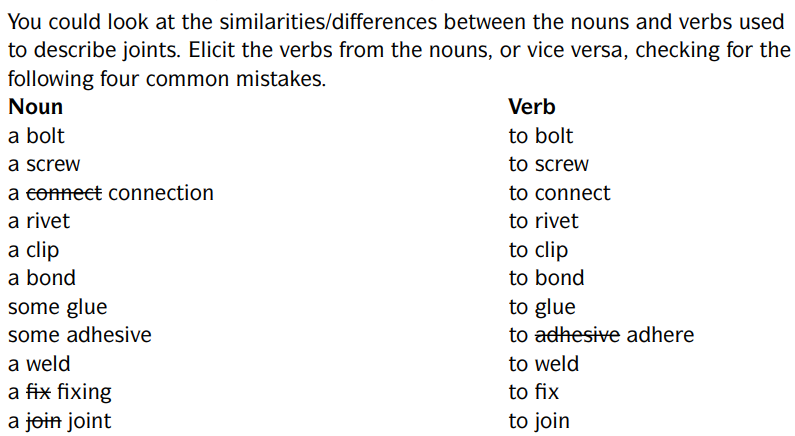 You could look at the similarities/differences between the nouns and verbs used
to describe joints. Elicit the verbs from the nouns, or vice versa, checking for the
following four common mistakes.
Noun Verb
a bolt to bolt
a screw to screw
a connect connection to connect
a rivet to rivet
a clip to clip
a bond to bond
some glue to glue
some adhesive to adhesive adhere
a weld to weld
a fix fixing to fix
a join joint to join